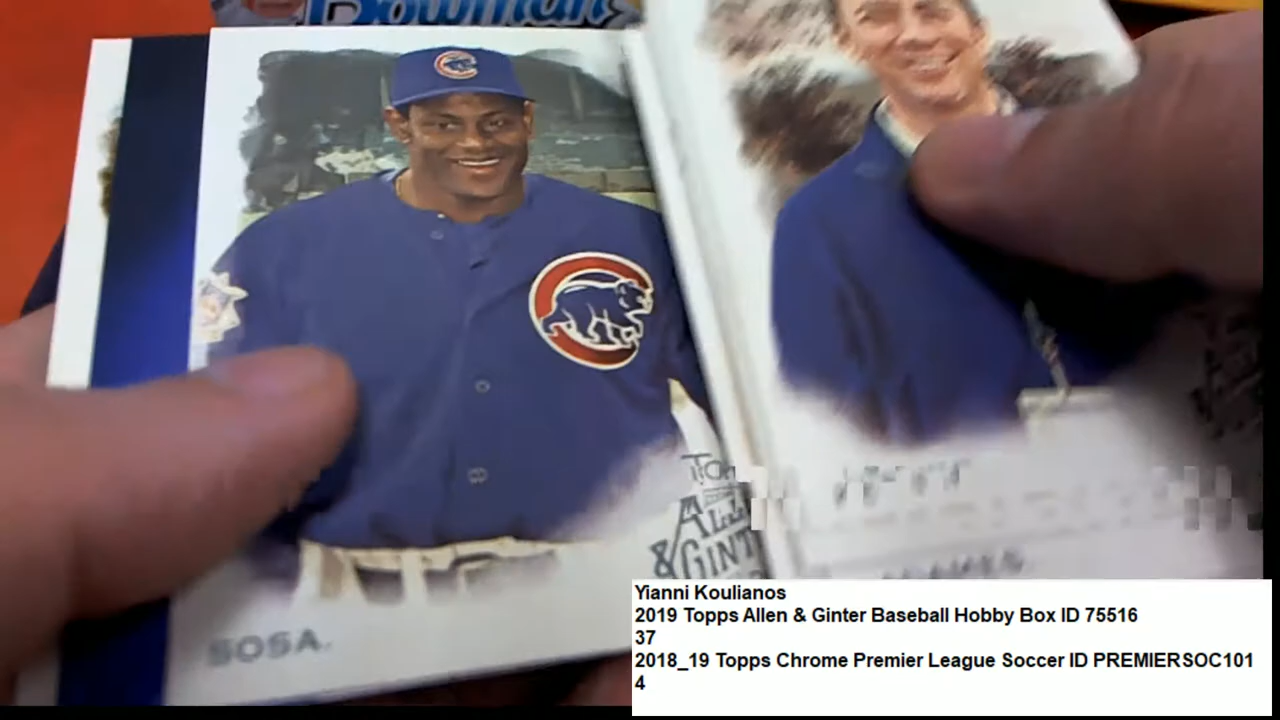 Bowman
C
SOSA.
ALLEN
& GINT
Yianni Koulianos
2019 Topps Allen & Ginter Baseball Hobby Box ID 75516
37
2018_19 Topps Chrome Premier League Soccer ID PREMIERSOC101
4